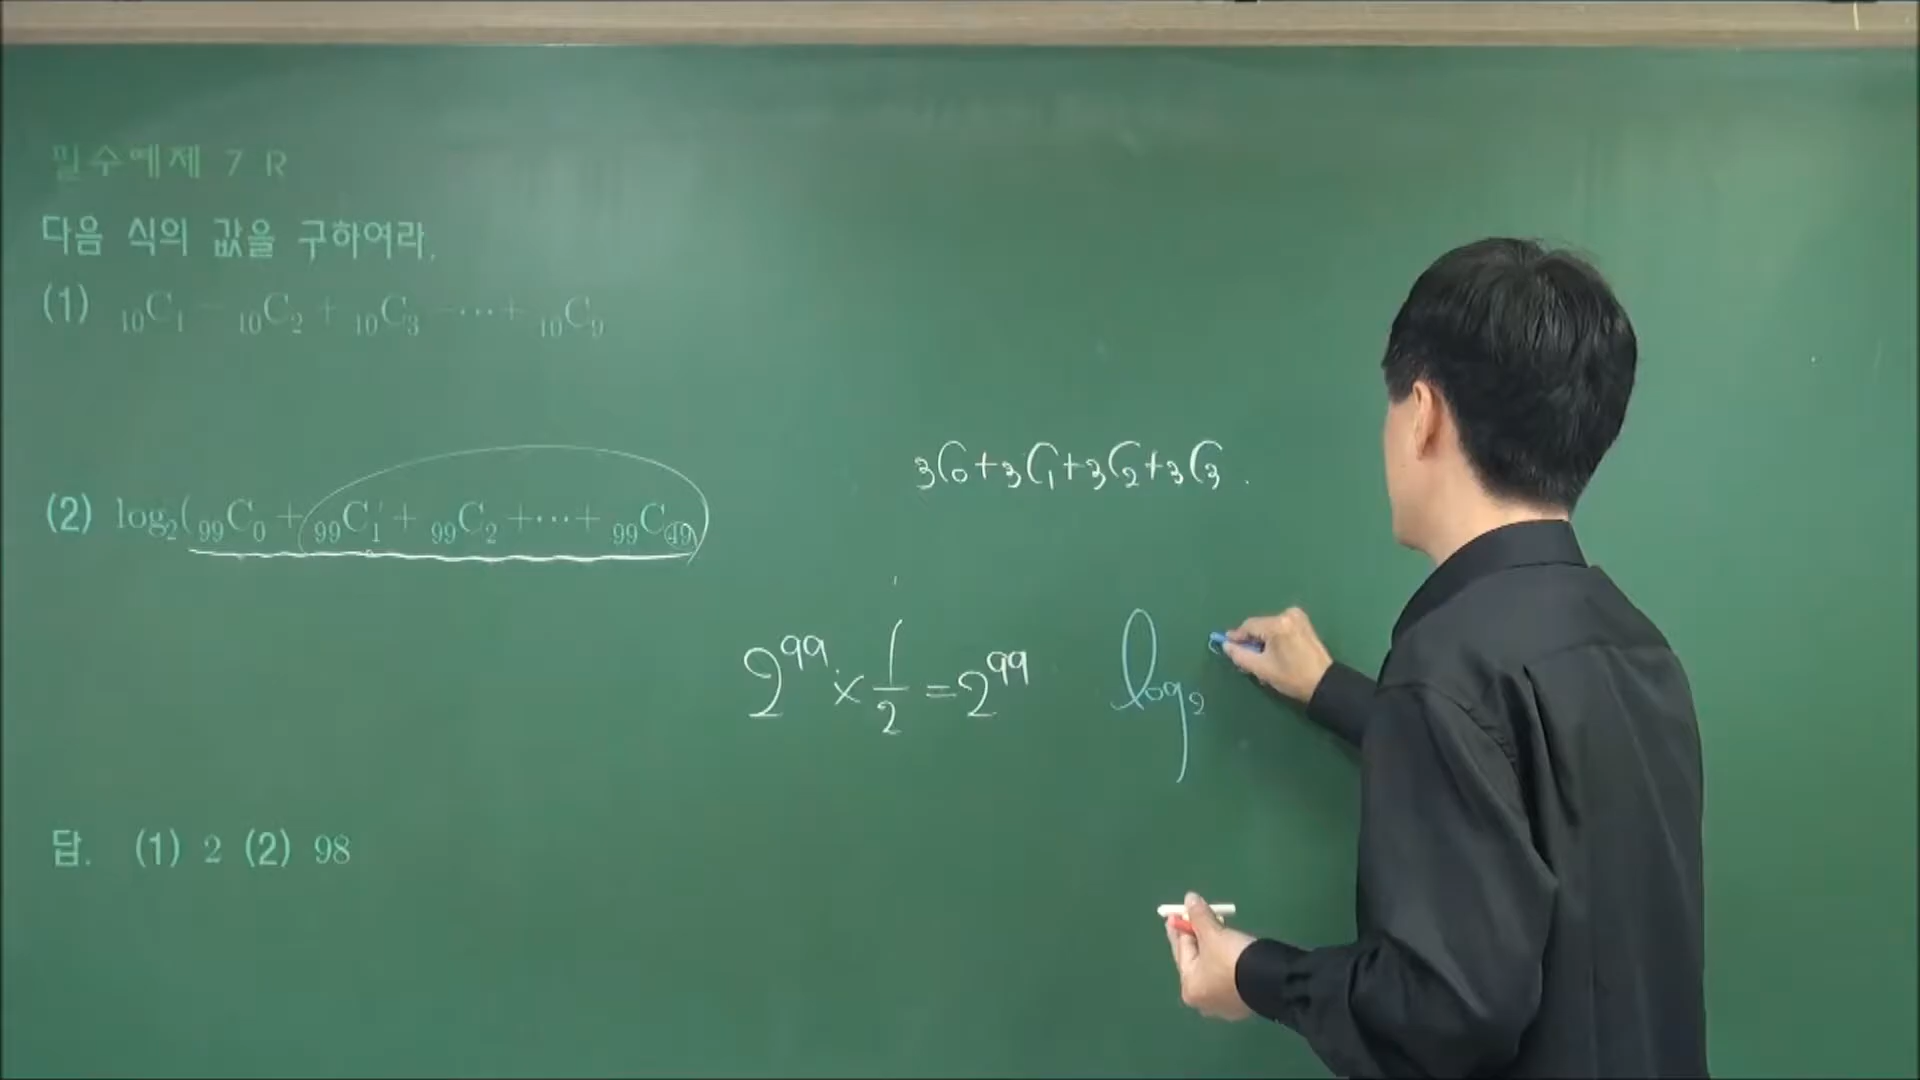 필수예제 7 R
다음 식의 값을 구하여라.
(1) ₁₀C₁ − ₁₀C₂ + ₁₀C₃ − ⋯ + ₁₀C₉
₃C₀+₃C₁+₃C₂+₃C₃
(2) log₂(₉₉C₀ + ₉₉C₁ + ₉₉C₂ + ⋯ + ₉₉C₄₉)
2⁹⁹ × 1/2 = 2⁹⁹
log₂
답. (1) 2 (2) 98